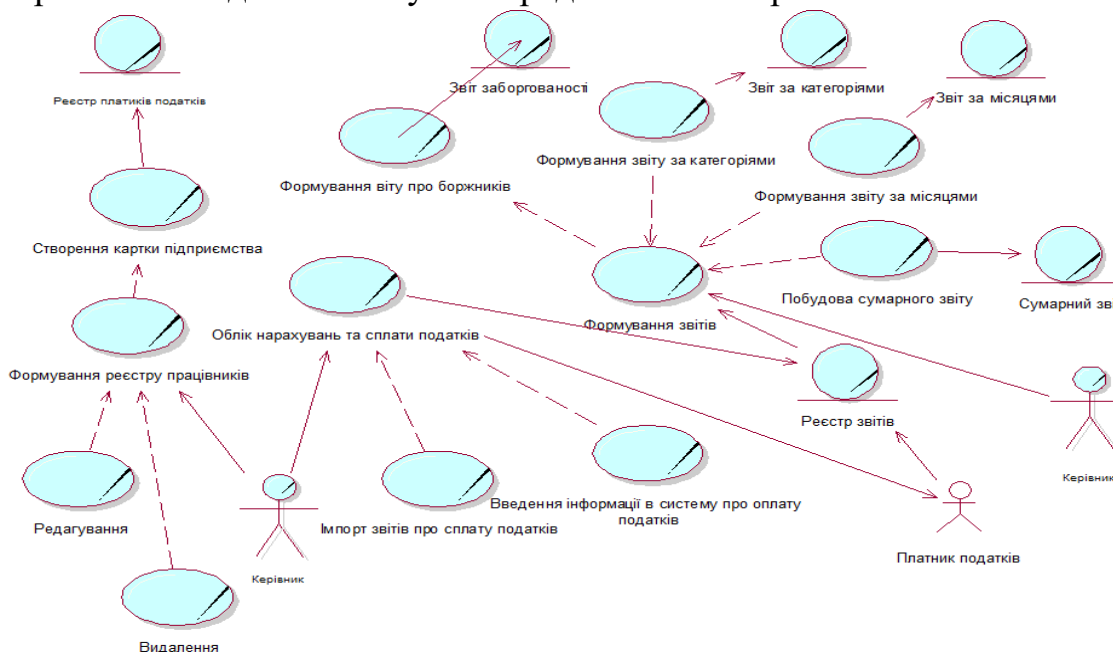 Звіт заборгованості
Звіт за категоріями
Звіт за місяцями
Реєстр платиків податків
Формування звіту за категоріями
Формування віту про боржників
Формування звіту за місяцями
Створення картки підприємства
Побудова сумарного звіту
Сумарний зві
Облік нарахувань та сплати податків
Формування звітів
Формування реєстру працівників
Реєстр звітів
Керівник
Редагування
Імпорт звітів про сплату податків
Введення інформації в систему про оплату
податків
Платник податків
Керівник
Видалення